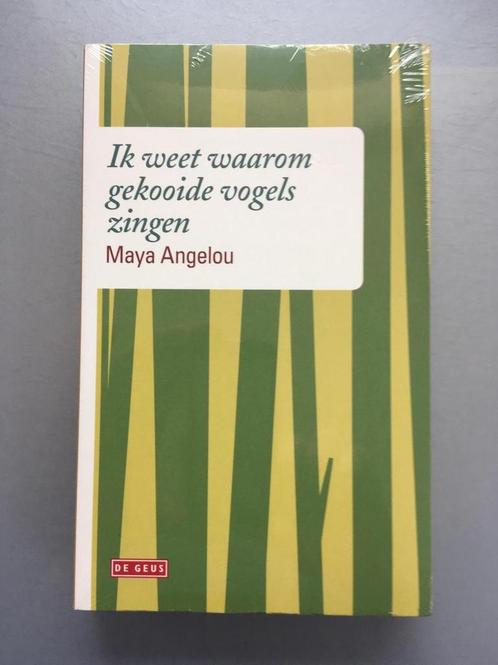 Ik weet waarom
gekooide vogels
zingen
Maya Angelou
DE GEUS